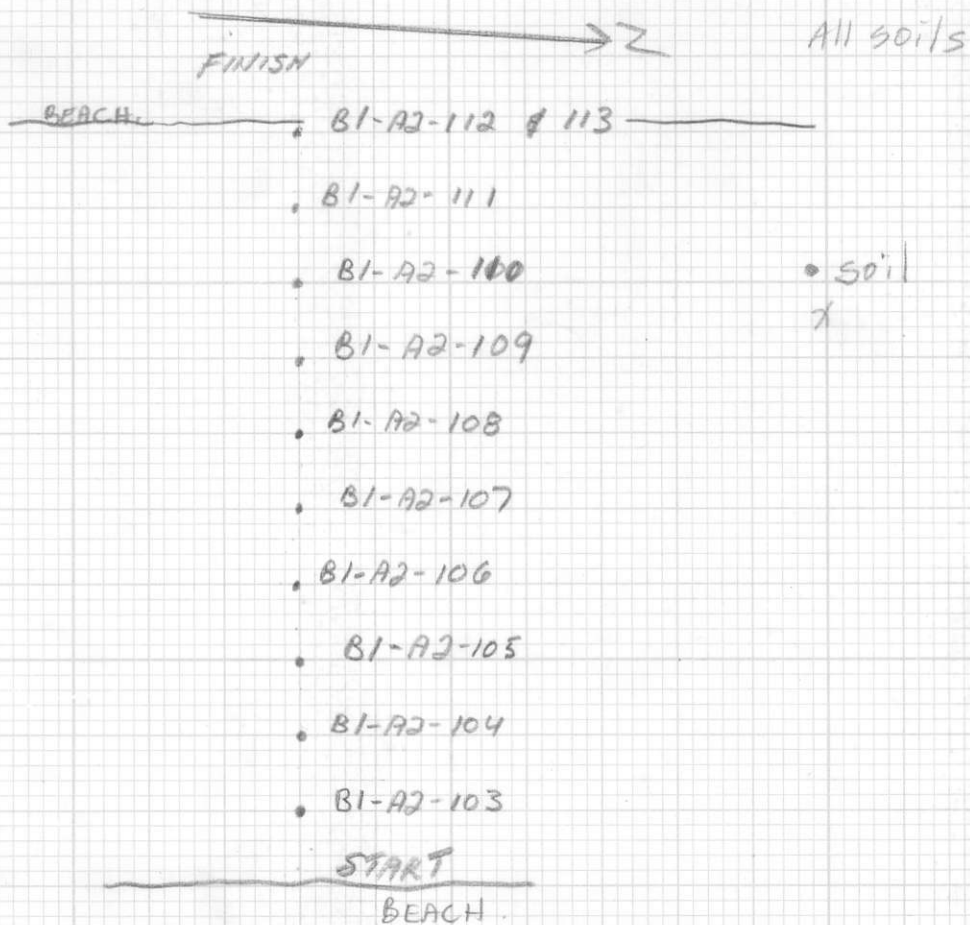 N All soils
FINISH
BEACH. B1-A2-112 & 113
B1-A2-111
B1-A2-110 • soil
x
B1-A2-109
B1-A2-108
B1-A2-107
B1-A2-106
B1-A2-105
B1-A2-104
B1-A2-103
START
BEACH.